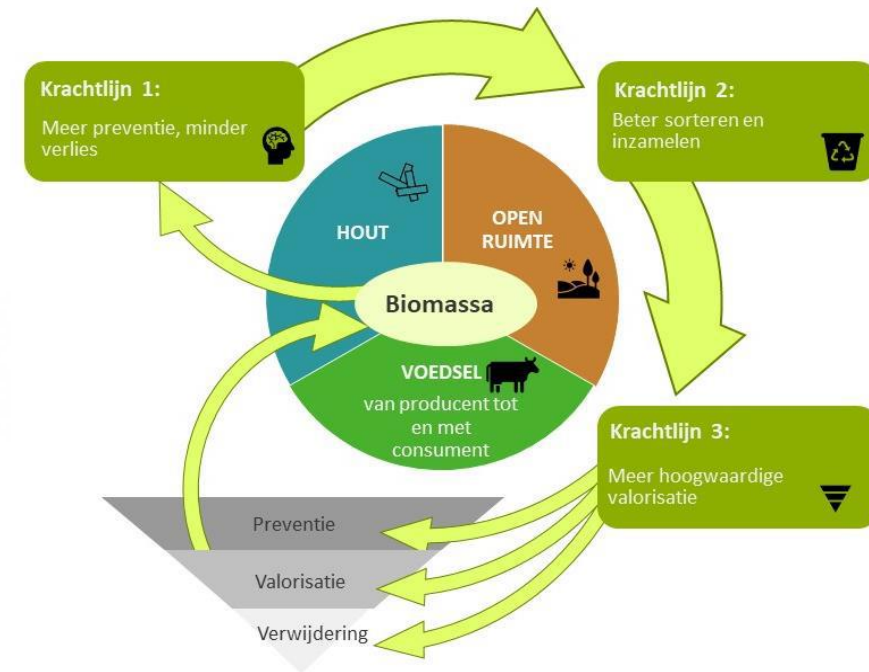 Krachtlijn 1:
Meer preventie, minder
verlies
Krachtlijn 2:
Beter sorteren en
inzamelen
HOUT
OPEN
RUIMTE
Biomassa
VOEDSEL
van producent tot
en met
consument
Krachtlijn 3:
Meer hoogwaardige
valorisatie
Preventie
Valorisatie
Verwijdering